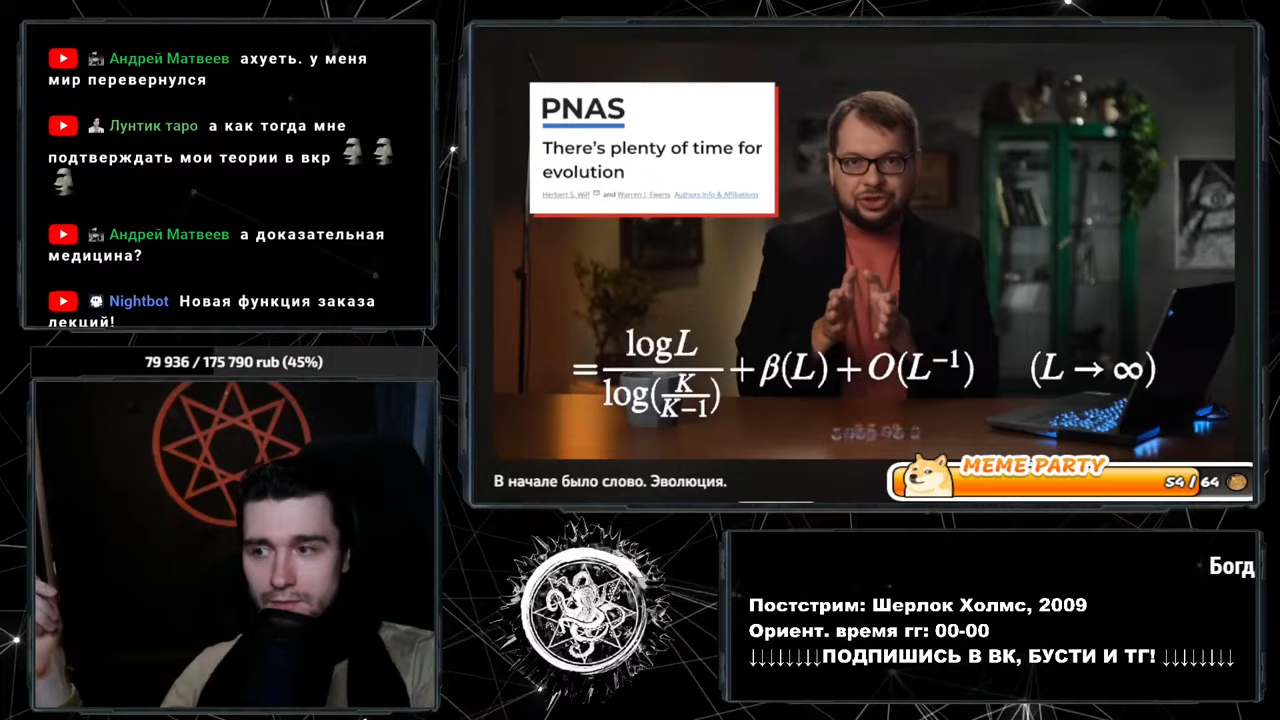 Андрей Матвеев ахуеть. у меня
мир перевернулся
Лунтик таро а как тогда мне
подтверждать мои теории в вкр
Андрей Матвеев а доказательная
медицина?
Nightbot Новая функция заказа
лекций!
79 936 / 175 790 rub (45%)
PNAS
There's plenty of time for
evolution
Herbert S. Wilf and Warren J. Ewens Authors Info & Affiliations
= logL / log(K/K−1) + β(L) + O(L⁻¹) (L → ∞)
В начале было слово. Эволюция.
MEME PARTY
54 / 64
Богд
Постстрим: Шерлок Холмс, 2009
Ориент. время гг: 00-00
↓↓↓↓↓↓↓↓ПОДПИШИСЬ В ВК, БУСТИ И ТГ! ↓↓↓↓↓↓↓↓